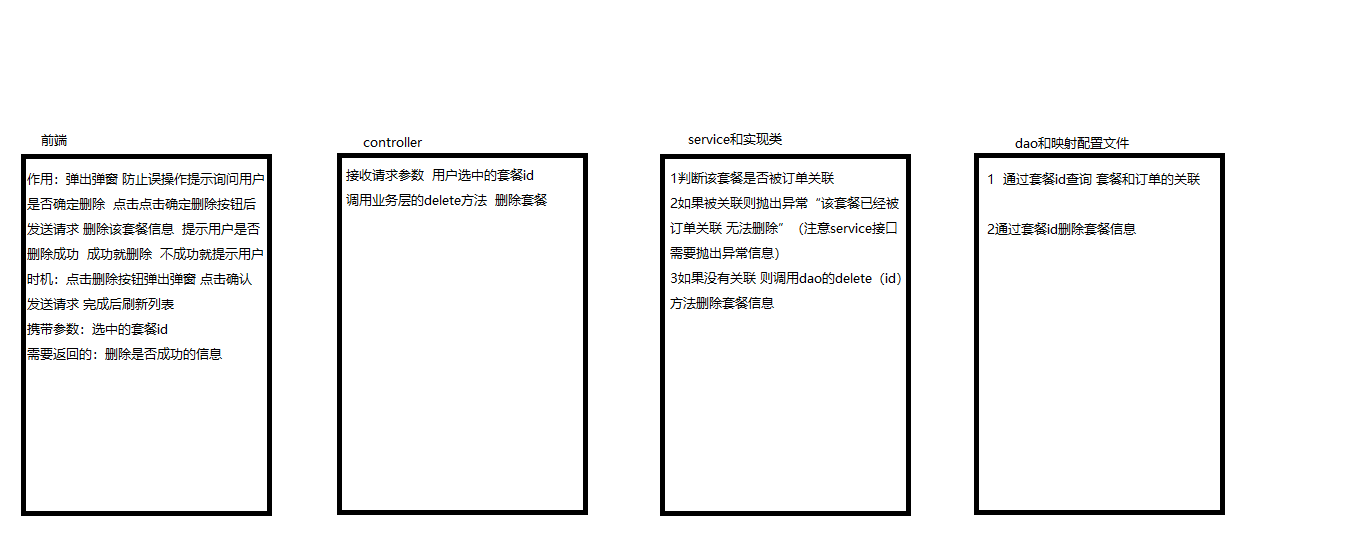 前端
作用：弹出弹窗 防止误操作提示询问用户
是否确定删除  点击点击确定删除按钮后
发送请求 删除该套餐信息  提示用户是否
删除成功  成功就删除  不成功就提示用户
时机：点击删除按钮弹出弹窗 点击确认
发送请求 完成后刷新列表
携带参数：选中的套餐id
需要返回的：删除是否成功的信息
controller
接收请求参数  用户选中的套餐id
调用业务层的delete方法  删除套餐
service和实现类
1判断该套餐是否被订单关联
2如果被关联则抛出异常“该套餐已经被
订单关联 无法删除”（注意service接口
需要抛出异常信息）
3如果没有关联 则调用dao的delete（id）
方法删除套餐信息
dao和映射配置文件
1  通过套餐id查询 套餐和订单的关联
2通过套餐id删除套餐信息